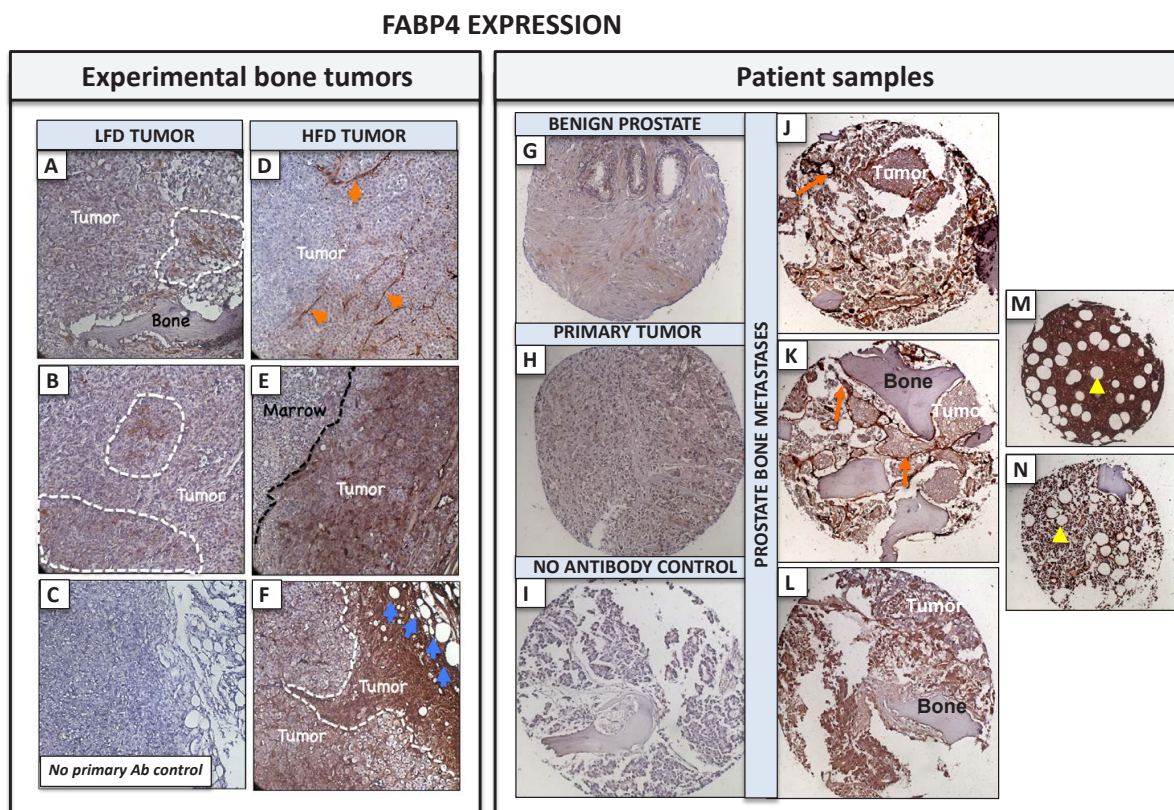 FABP4 EXPRESSION
Experimental bone tumors
Patient samples
LFD TUMOR
HFD TUMOR
A
Tumor
Bone
D
Tumor
B
Tumor
E
Marrow
Tumor
C
No primary Ab control
F
Tumor
Tumor
BENIGN PROSTATE
G
PRIMARY TUMOR
H
NO ANTIBODY CONTROL
I
PROSTATE BONE METASTASES
J
Tumor
K
Bone
Tumor
L
Tumor
Bone
M
N